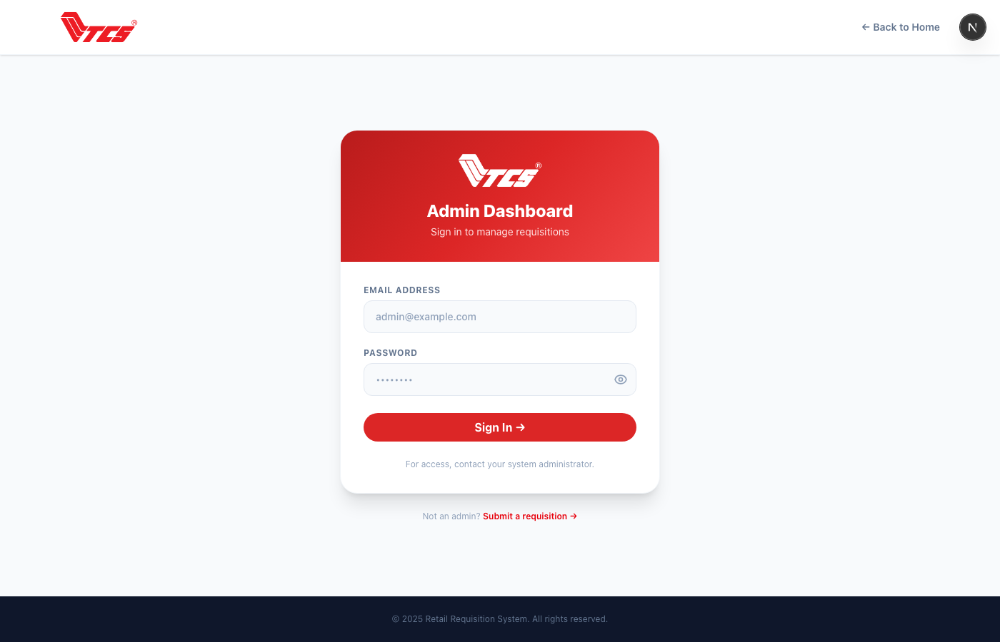 TCS®
← Back to Home
N
TCS®
Admin Dashboard
Sign in to manage requisitions
EMAIL ADDRESS
admin@example.com
PASSWORD
••••••••
Sign In →
For access, contact your system administrator.
Not an admin? Submit a requisition →
© 2025 Retail Requisition System. All rights reserved.